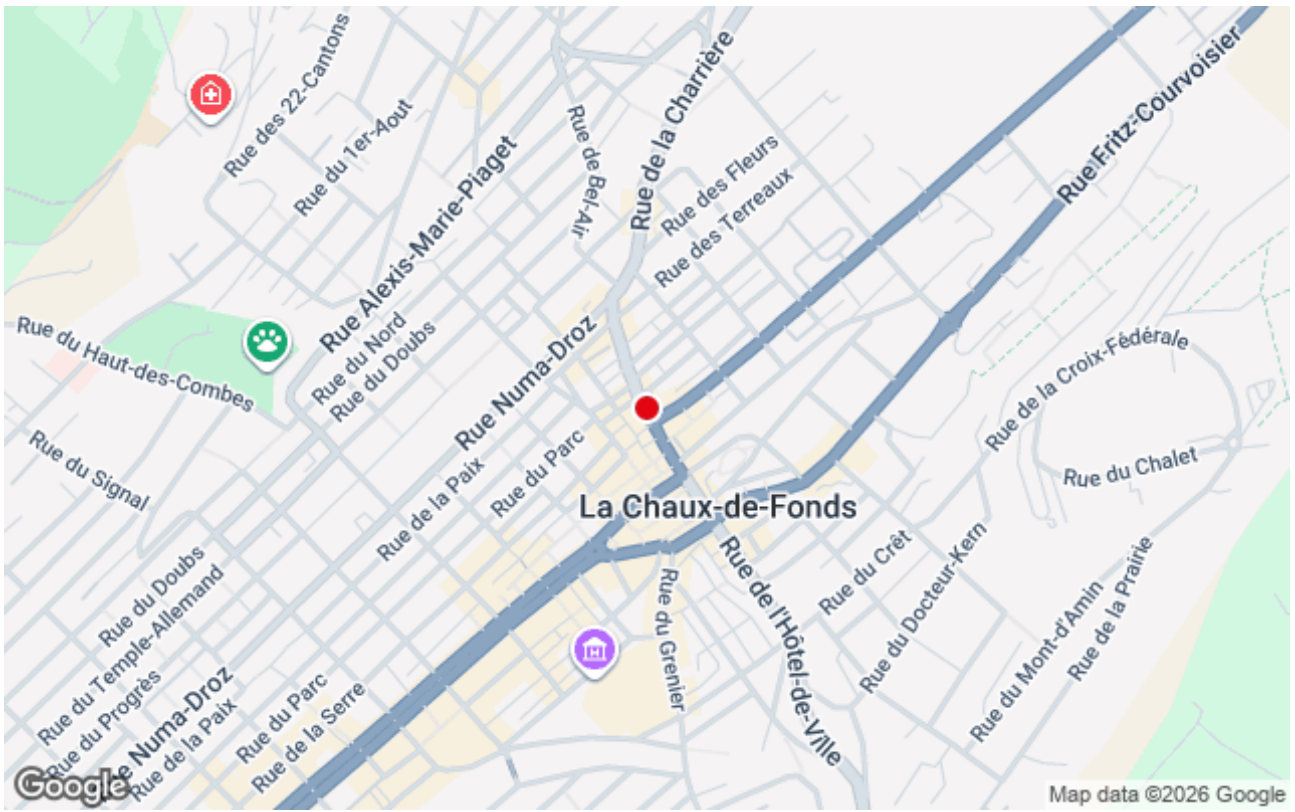 Rue des 22-Cantons
Rue du 1er-Aout
Rue Alexis-Marie-Piaget
Rue de Bel-Air
Rue de la Charrière
Rue des Fleurs
Rue des Terreaux
Rue Fritz-Courvoisier
Rue du Haut-des-Combes
Rue du Nord
Rue du Doubs
Rue Numa-Droz
Rue de la Croix-Fédérale
Rue du Signal
Rue de la Paix
Rue du Parc
Rue du Chalet
La Chaux-de-Fonds
Rue du Doubs
Rue du Temple-Allemand
Rue du Progrès
Rue Numa-Droz
Rue de la Paix
Rue du Parc
Rue de la Serre
Rue du Grenier
Rue de l'Hôtel-de-Ville
Rue du Crêt
Rue du Docteur-Kern
Rue du Mont-d'Amin
Rue de la Prairie
Google
Map data ©2026 Google